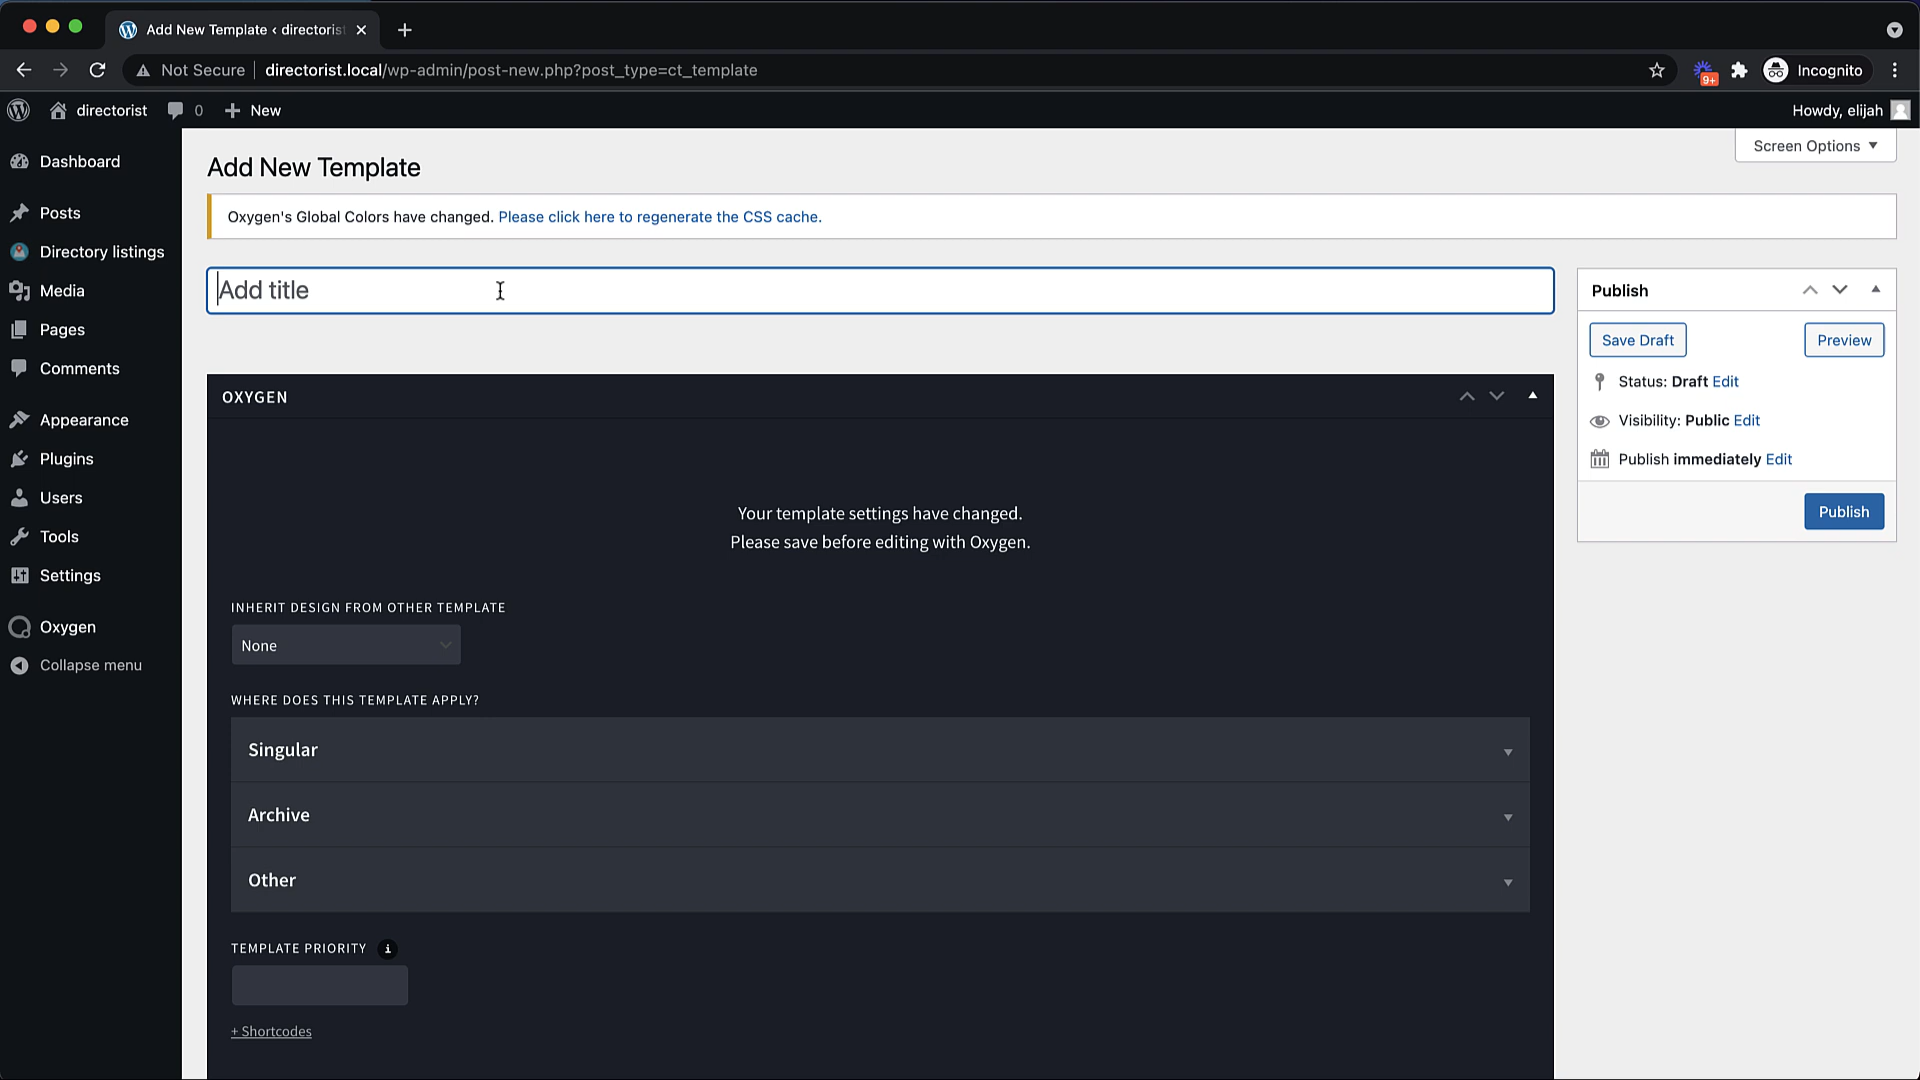 Add New Template ‹ directoris
Not Secure
directorist.local/wp-admin/post-new.php?post_type=ct_template
9+
Incognito
directorist
0
New
Howdy, elijah
Dashboard
Posts
Directory listings
Media
Pages
Comments
Appearance
Plugins
Users
Tools
Settings
Oxygen
Collapse menu
Screen Options
Add New Template
Oxygen's Global Colors have changed. Please click here to regenerate the CSS cache.
Add title
OXYGEN
Your template settings have changed.
Please save before editing with Oxygen.
INHERIT DESIGN FROM OTHER TEMPLATE
None
WHERE DOES THIS TEMPLATE APPLY?
Singular
Archive
Other
TEMPLATE PRIORITY i
+ Shortcodes
Publish
Save Draft
Preview
Status: Draft Edit
Visibility: Public Edit
Publish immediately Edit
Publish